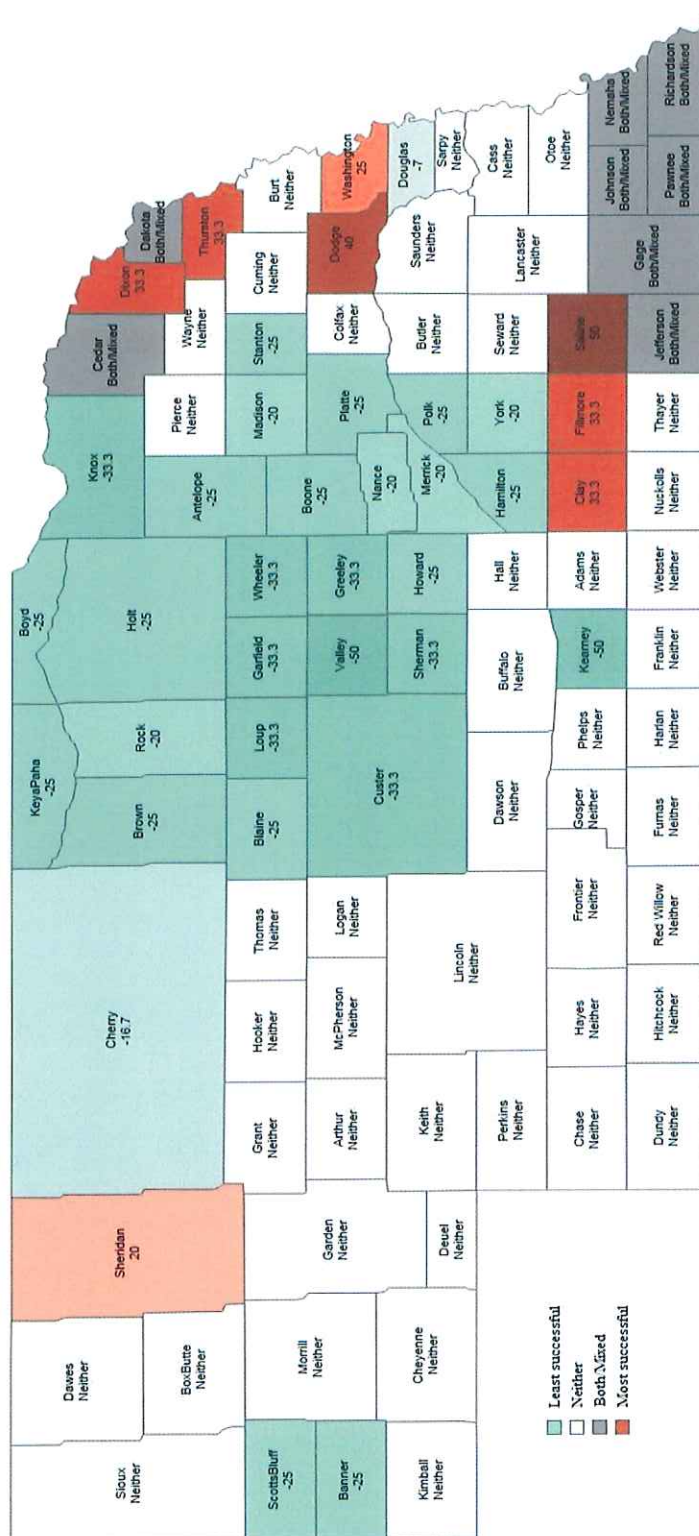 Sioux
Neither
Dawes
Neither
BoxButte
Neither
Sheridan
20
Cherry
-16.7
KeyaPaha
-25
Boyd
-25
Brown
-25
Rock
-20
Holt
-25
Knox
-33.3
Cedar
Both/Mixed
Dixon
33.3
Dakota
Both/Mixed
Thurston
33.3
Wayne
Neither
Pierce
Neither
Antelope
-25
ScottsBluff
-25
Banner
-25
Kimball
Neither
Morrill
Neither
Cheyenne
Neither
Garden
Neither
Deuel
Neither
Grant
Neither
Hooker
Neither
Thomas
Neither
Blaine
-25
Loup
-33.3
Garfield
-33.3
Wheeler
-33.3
Boone
-25
Madison
-20
Stanton
-25
Cuming
Neither
Burt
Neither
Arthur
Neither
McPherson
Neither
Logan
Neither
Custer
-33.3
Valley
-50
Greeley
-33.3
Nance
-20
Platte
-25
Colfax
Neither
Dodge
40
Washington
25
Douglas
-7
Sarpy
Neither
Keith
Neither
Lincoln
Neither
Sherman
-33.3
Howard
-25
Merrick
-20
Polk
-25
Butler
Neither
Saunders
Neither
Perkins
Neither
Dawson
Neither
Buffalo
Neither
Hall
Neither
Hamilton
-25
York
-20
Seward
Neither
Lancaster
Neither
Cass
Neither
Otoe
Neither
Chase
Neither
Hayes
Neither
Frontier
Neither
Gosper
Neither
Phelps
Neither
Kearney
-50
Adams
Neither
Clay
33.3
Fillmore
33.3
Saline
50
Gage
Both/Mixed
Johnson
Both/Mixed
Nemaha
Both/Mixed
Dundy
Neither
Hitchcock
Neither
Red Willow
Neither
Furnas
Neither
Harlan
Neither
Franklin
Neither
Webster
Neither
Nuckolls
Neither
Thayer
Neither
Jefferson
Both/Mixed
Pawnee
Both/Mixed
Richardson
Both/Mixed
Least successful
Neither
Both Mixed
Most successful